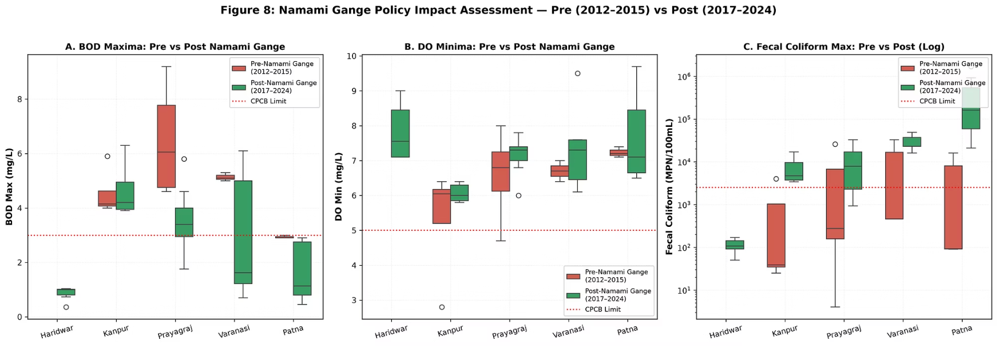 Figure 8: Namami Gange Policy Impact Assessment — Pre (2012–2015) vs Post (2017–2024)
A. BOD Maxima: Pre vs Post Namami Gange
BOD Max (mg/L)
8
6
4
2
0
Pre-Namami Gange
(2012–2015)
Post-Namami Gange
(2017–2024)
CPCB Limit
Haridwar
Kanpur
Prayagraj
Varanasi
Patna
B. DO Minima: Pre vs Post Namami Gange
DO Min (mg/L)
10
9
8
7
6
5
4
3
Pre-Namami Gange
(2012–2015)
Post-Namami Gange
(2017–2024)
CPCB Limit
Haridwar
Kanpur
Prayagraj
Varanasi
Patna
C. Fecal Coliform Max: Pre vs Post (Log)
Fecal Coliform (MPN/100mL)
10⁶
10⁵
10⁴
10³
10²
10¹
Pre-Namami Gange
(2012–2015)
Post-Namami Gange
(2017–2024)
CPCB Limit
Haridwar
Kanpur
Prayagraj
Varanasi
Patna